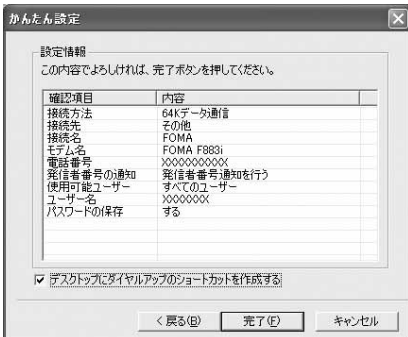 かんたん設定
設定情報
この内容でよろしければ、完了ボタンを押してください。
確認項目 内容
接続方法 64Kデータ通信
接続先 その他
接続名 FOMA
モデム名 FOMA F883i
電話番号 XXXXXXXXXXX
発信者番号の通知 発信者番号通知を行う
使用可能ユーザー すべてのユーザー
ユーザー名 XXXXXXX
パスワードの保存 する
デスクトップにダイヤルアップのショートカットを作成する
< 戻る(B) 完了(F) キャンセル